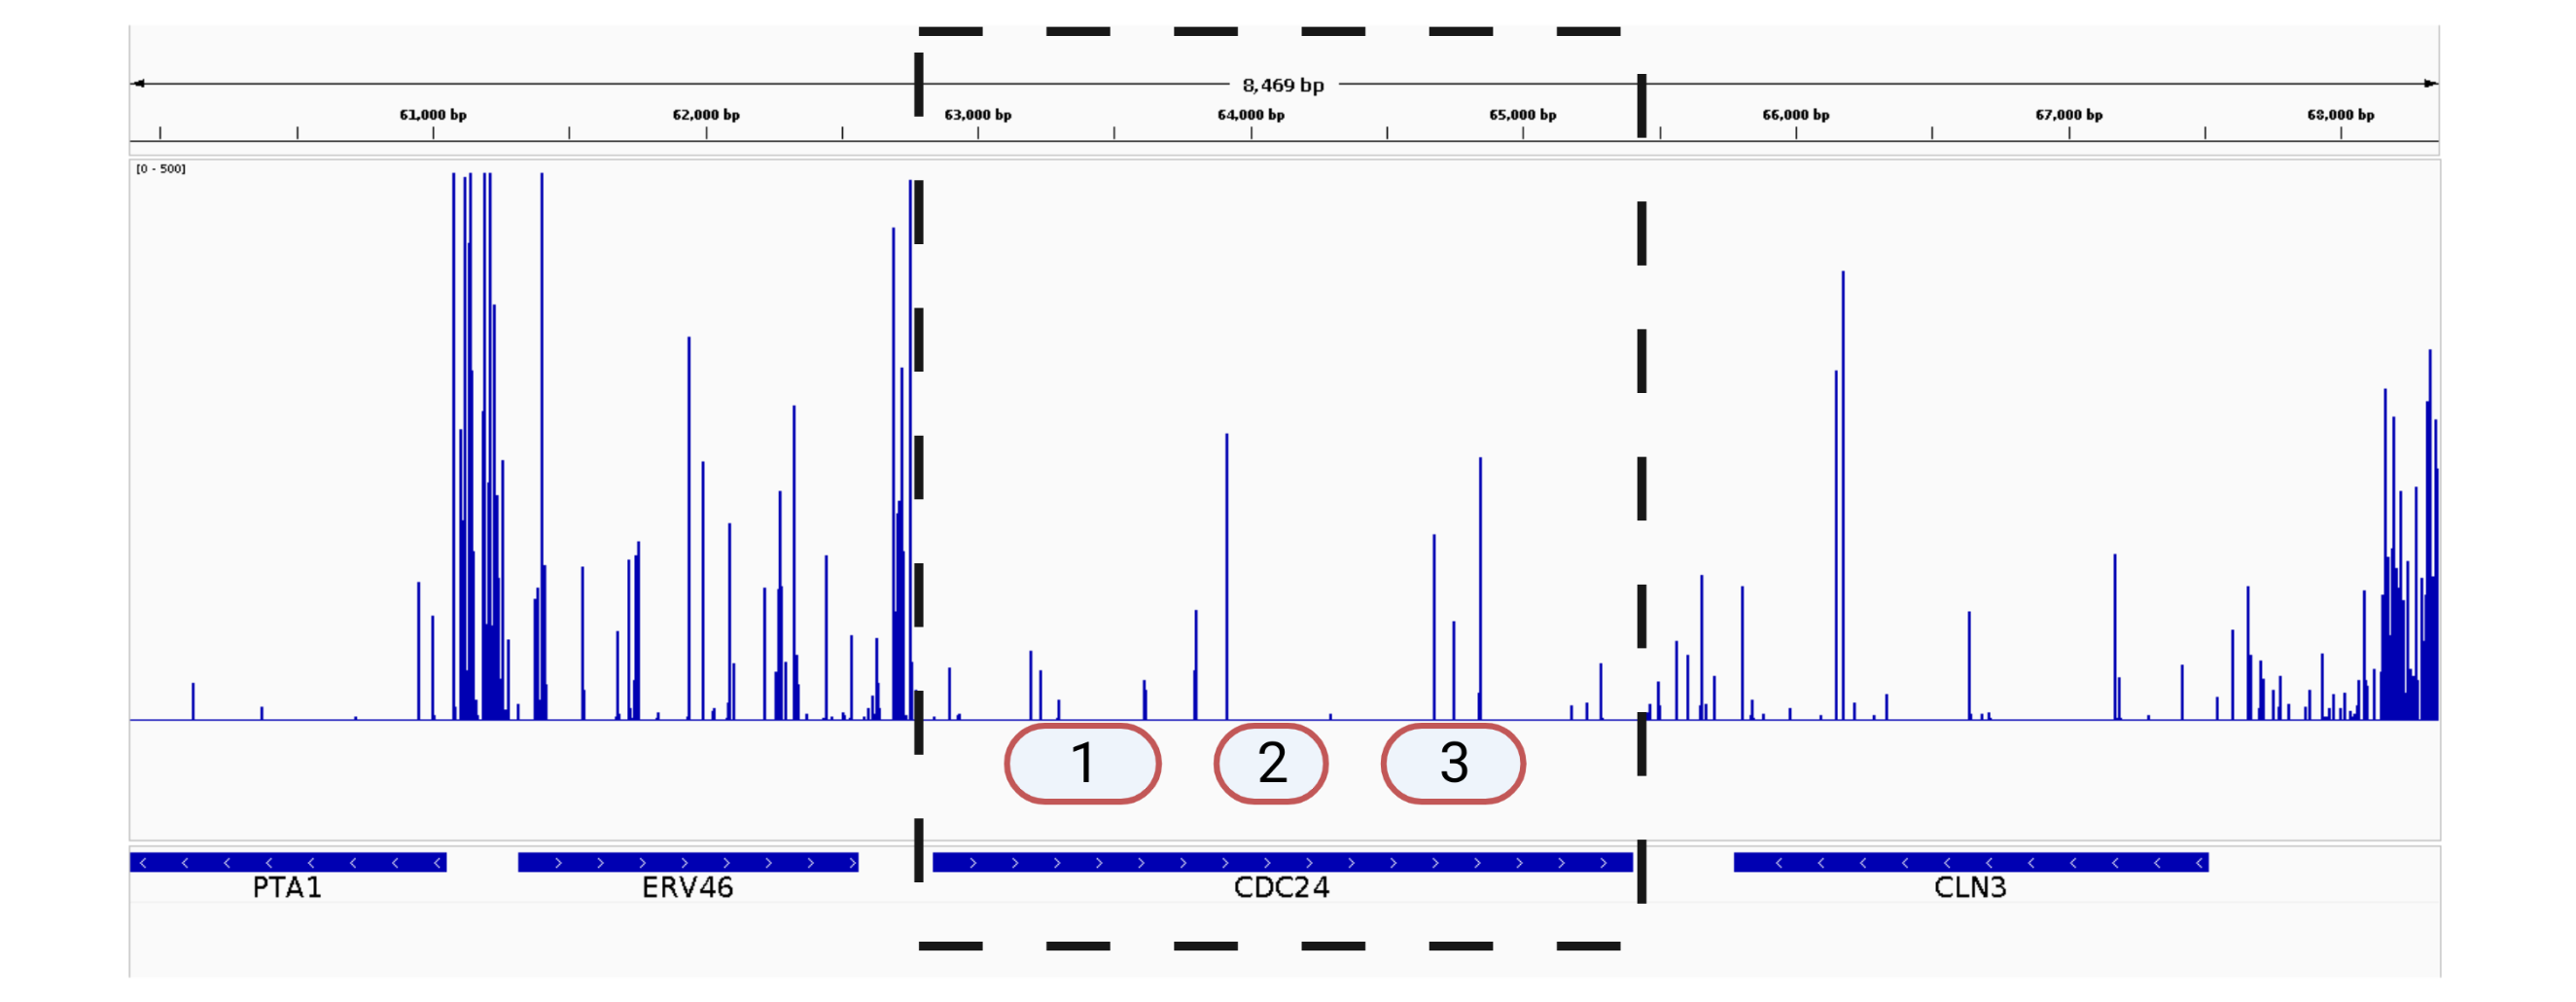 8,469 bp
61,000 bp 62,000 bp 63,000 bp 64,000 bp 65,000 bp 66,000 bp 67,000 bp 68,000 bp
[0 - 500]
1 2 3
PTA1 ERV46 CDC24 CLN3